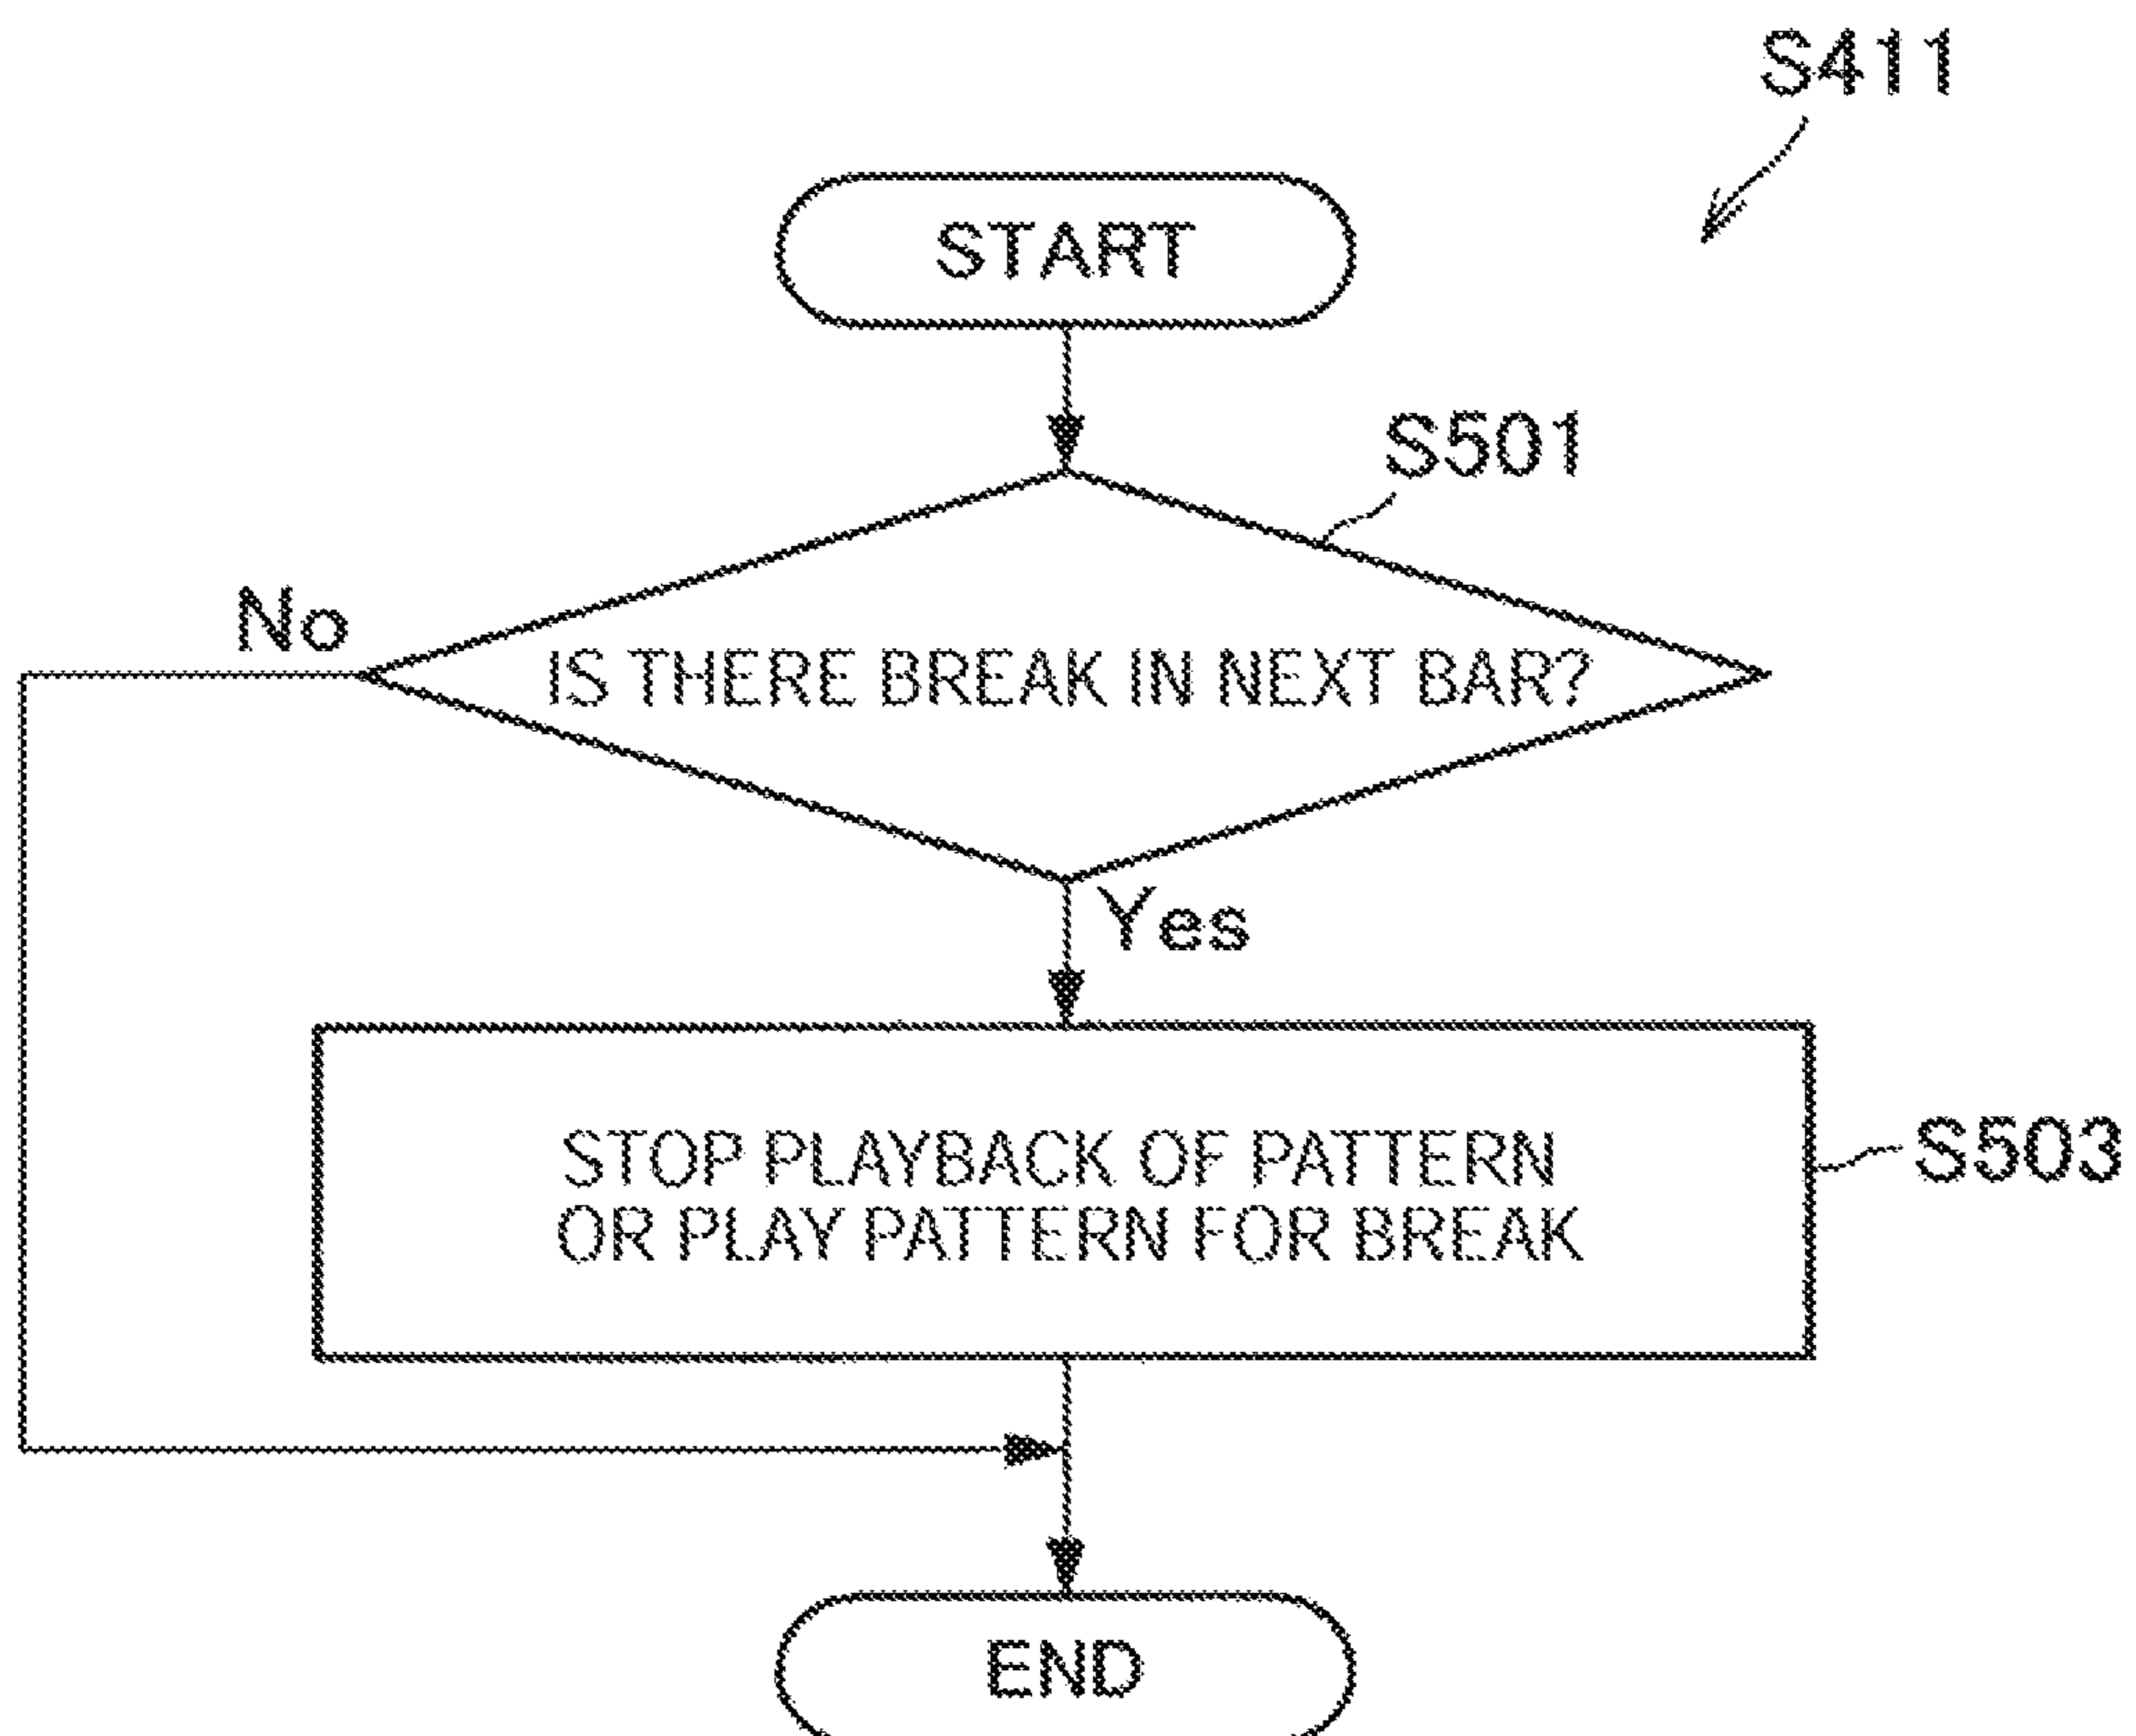 S411
START
S501
No
IS THERE BREAK IN NEXT BAR?
Yes
STOP PLAYBACK OF PATTERN
OR PLAY PATTERN FOR BREAK
S503
END